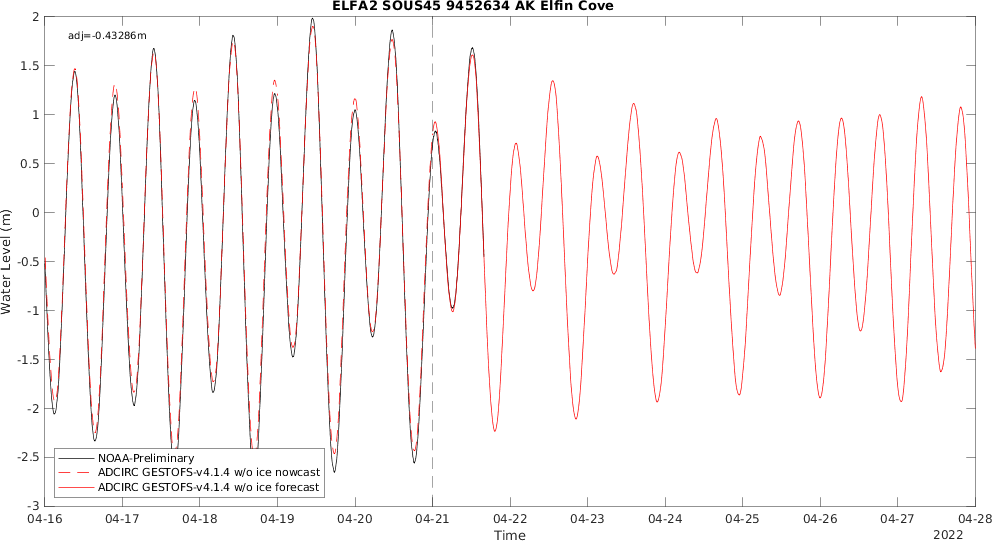 ELFA2 SOUS45 9452634 AK Elfin Cove
adj=-0.43286m
2
1.5
1
0.5
0
-0.5
-1
-1.5
-2
-2.5
-3
Water Level (m)
NOAA-Preliminary
ADCIRC GESTOFS-v4.1.4 w/o ice nowcast
ADCIRC GESTOFS-v4.1.4 w/o ice forecast
04-16 04-17 04-18 04-19 04-20 04-21 04-22 04-23 04-24 04-25 04-26 04-27 04-28
Time
2022